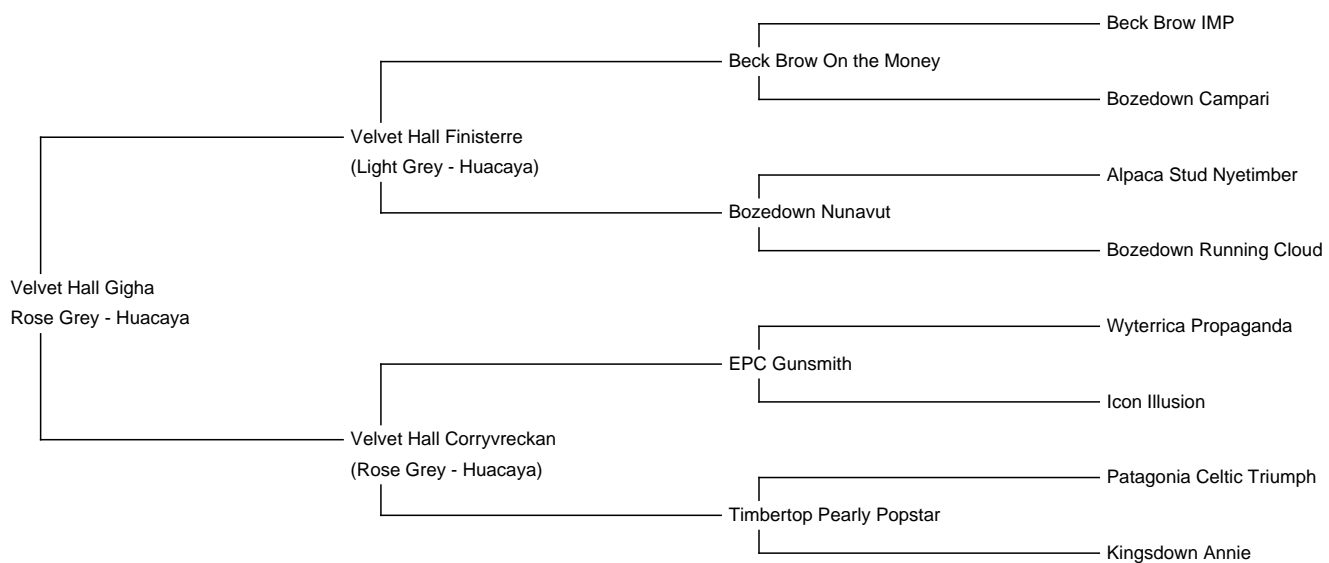 Beck Brow IMP
Beck Brow On the Money
Bozedown Campari
Velvet Hall Finisterre
(Light Grey - Huacaya)
Alpaca Stud Nyetimber
Bozedown Nunavut
Bozedown Running Cloud
Velvet Hall Gigha
Rose Grey - Huacaya
Wyterrica Propaganda
EPC Gunsmith
Icon Illusion
Velvet Hall Corryvreckan
(Rose Grey - Huacaya)
Patagonia Celtic Triumph
Timbertop Pearly Popstar
Kingsdown Annie